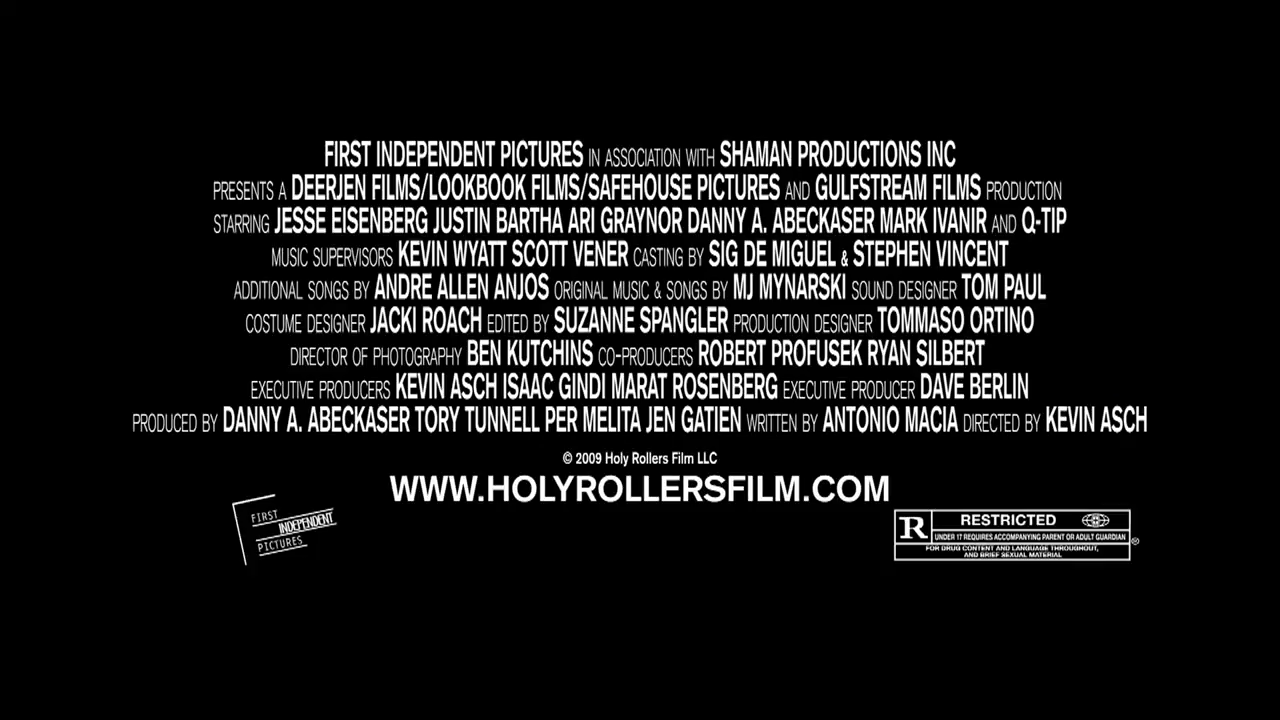 FIRST INDEPENDENT PICTURES IN ASSOCIATION WITH SHAMAN PRODUCTIONS INC
PRESENTS A DEERJEN FILMS/LOOKBOOK FILMS/SAFEHOUSE PICTURES AND GULFSTREAM FILMS PRODUCTION
STARRING JESSE EISENBERG JUSTIN BARTHA ARI GRAYNOR DANNY A. ABECKASER MARK IVANIR AND Q-TIP
MUSIC SUPERVISORS KEVIN WYATT SCOTT VENER CASTING BY SIG DE MIGUEL & STEPHEN VINCENT
ADDITIONAL SONGS BY ANDRE ALLEN ANJOS ORIGINAL MUSIC & SONGS BY MJ MYNARSKI SOUND DESIGNER TOM PAUL
COSTUME DESIGNER JACKI ROACH EDITED BY SUZANNE SPANGLER PRODUCTION DESIGNER TOMMASO ORTINO
DIRECTOR OF PHOTOGRAPHY BEN KUTCHINS CO-PRODUCERS ROBERT PROFUSEK RYAN SILBERT
EXECUTIVE PRODUCERS KEVIN ASCH ISAAC GINDI MARAT ROSENBERG EXECUTIVE PRODUCER DAVE BERLIN
PRODUCED BY DANNY A. ABECKASER TORY TUNNELL PER MELITA JEN GATIEN WRITTEN BY ANTONIO MACIA DIRECTED BY KEVIN ASCH
© 2009 Holy Rollers Film LLC
WWW.HOLYROLLERSFILM.COM
FIRST
INDEPENDENT
PICTURES
R RESTRICTED
UNDER 17 REQUIRES ACCOMPANYING PARENT OR ADULT GUARDIAN ®
FOR DRUG CONTENT AND LANGUAGE THROUGHOUT,
AND BRIEF SEXUAL MATERIAL